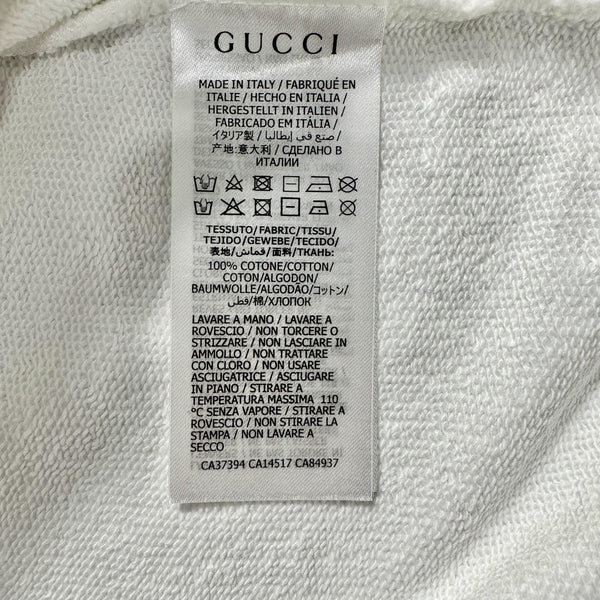 GUCCI
MADE IN ITALY / FABRIQUÉ EN
ITALIE / HECHO EN ITALIA /
HERGESTELLT IN ITALIEN /
FABRICADO EM ITÁLIA /
イタリア製 / صنع في إيطاليا /
产地:意大利 / СДЕЛАНО В
ИТАЛИИ
TESSUTO/FABRIC/TISSU/
TEJIDO/GEWEBE/TECIDO/
表地/قماش/面料/ТКАНЬ:
100% COTONE/COTTON/
COTON/ALGODON/
BAUMWOLLE/ALGODÃO/コットン/
قطن/棉/ХЛОПОК
LAVARE A MANO / LAVARE A
ROVESCIO / NON TORCERE O
STRIZZARE / NON LASCIARE IN
AMMOLLO / NON TRATTARE
CON CLORO / NON USARE
ASCIUGATRICE / ASCIUGARE
IN PIANO / STIRARE A
TEMPERATURA MASSIMA 110
°C SENZA VAPORE / STIRARE A
ROVESCIO / NON STIRARE LA
STAMPA / NON LAVARE A
SECCO
CA37394 CA14517 CA84937